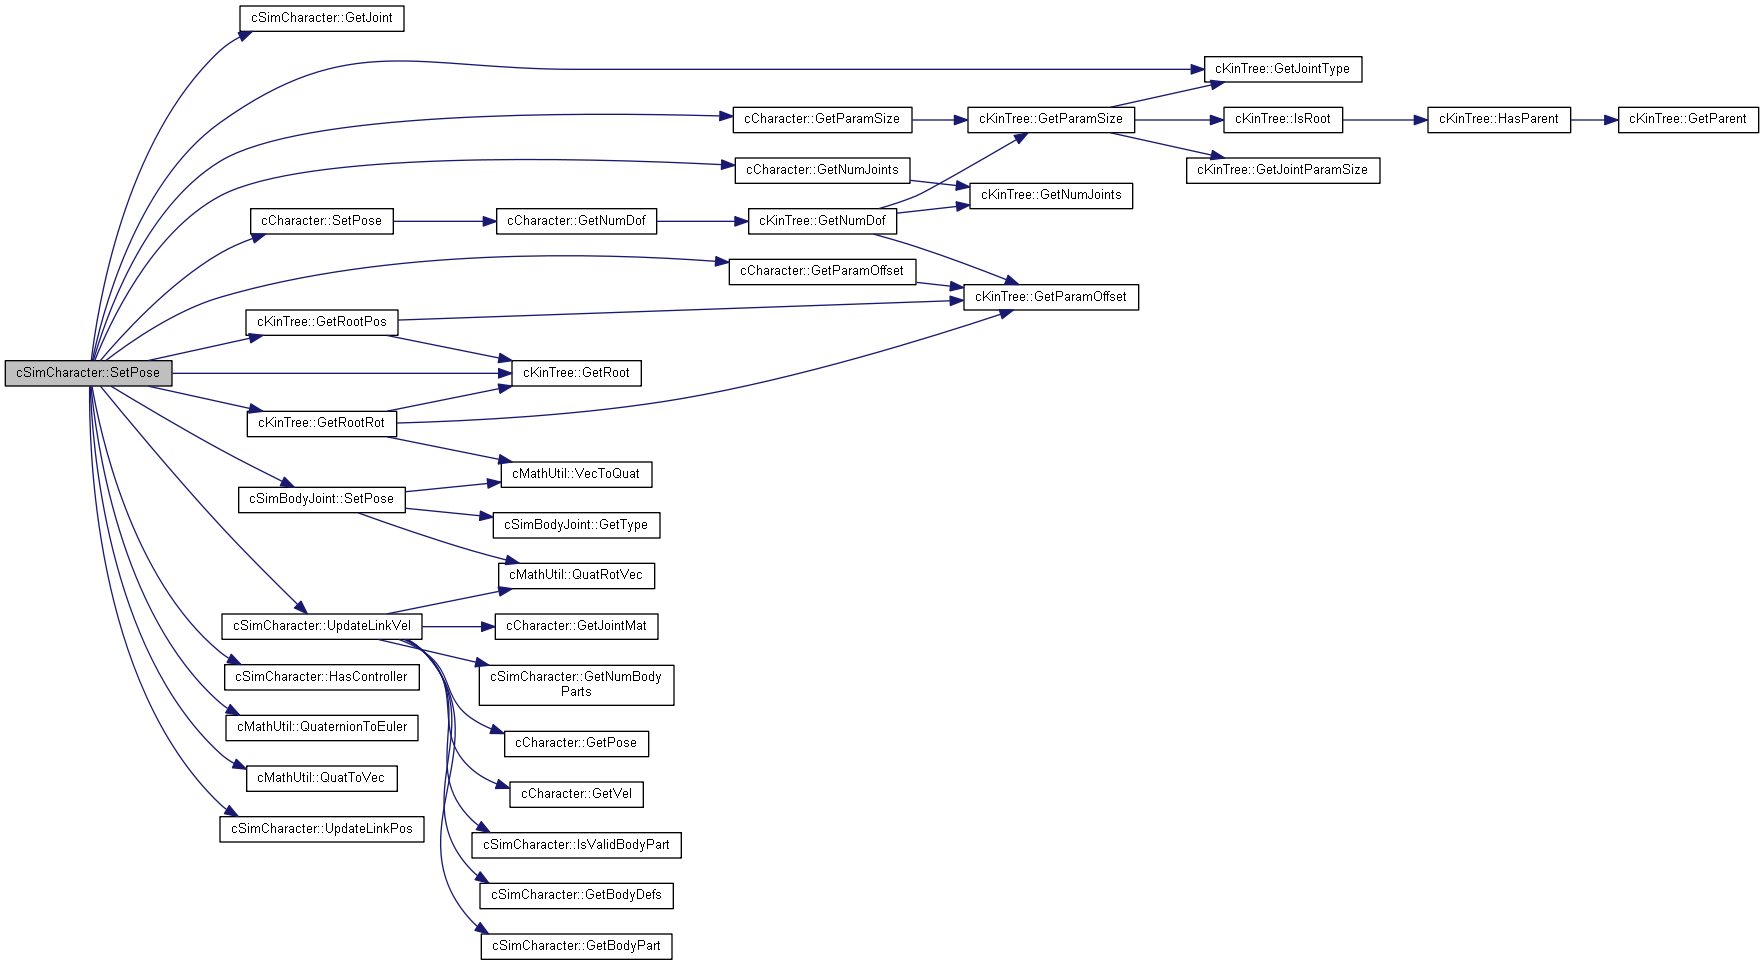 cSimCharacter::GetJoint
cKinTree::GetJointType
cCharacter::GetParamSize
cKinTree::GetParamSize
cKinTree::IsRoot
cKinTree::HasParent
cKinTree::GetParent
cCharacter::GetNumJoints
cKinTree::GetJointParamSize
cKinTree::GetNumJoints
cCharacter::SetPose
cCharacter::GetNumDof
cKinTree::GetNumDof
cCharacter::GetParamOffset
cKinTree::GetParamOffset
cKinTree::GetRootPos
cSimCharacter::SetPose
cKinTree::GetRoot
cKinTree::GetRootRot
cMathUtil::VecToQuat
cSimBodyJoint::SetPose
cSimBodyJoint::GetType
cMathUtil::QuatRotVec
cSimCharacter::UpdateLinkVel
cCharacter::GetJointMat
cSimCharacter::HasController
cSimCharacter::GetNumBody
Parts
cMathUtil::QuaternionToEuler
cCharacter::GetPose
cMathUtil::QuatToVec
cCharacter::GetVel
cSimCharacter::UpdateLinkPos
cSimCharacter::IsValidBodyPart
cSimCharacter::GetBodyDefs
cSimCharacter::GetBodyPart